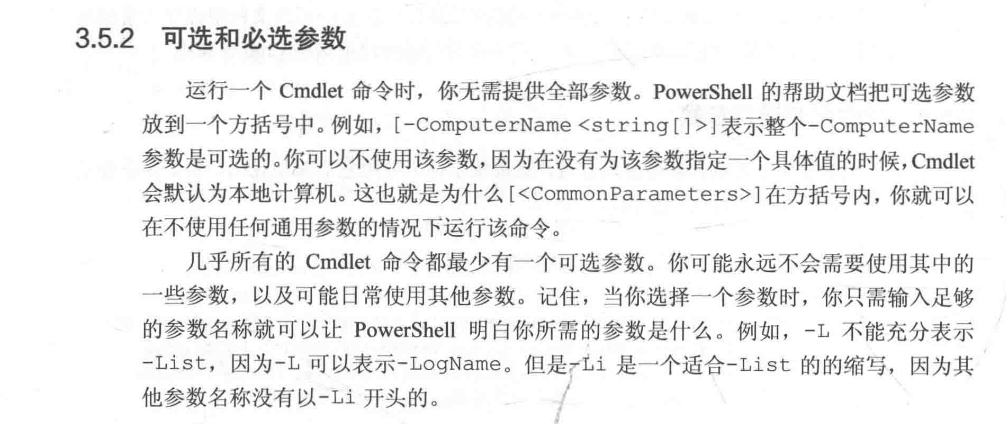 3.5.2 可选和必选参数
运行一个 Cmdlet 命令时，你无需提供全部参数。PowerShell 的帮助文档把可选参数
放到一个方括号中。例如，[-ComputerName <string[]>]表示整个-ComputerName
参数是可选的。你可以不使用该参数，因为在没有为该参数指定一个具体值的时候，Cmdlet
会默认为本地计算机。这也就是为什么[<CommonParameters>]在方括号内，你就可以
在不使用任何通用参数的情况下运行该命令。
几乎所有的 Cmdlet 命令都最少有一个可选参数。你可能永远不会需要使用其中的
一些参数，以及可能日常使用其他参数。记住，当你选择一个参数时，你只需输入足够
的参数名称就可以让 PowerShell 明白你所需的参数是什么。例如，-L 不能充分表示
-List，因为-L 可以表示-LogName。但是-Li 是一个适合-List 的的缩写，因为其
他参数名称没有以-Li 开头的。